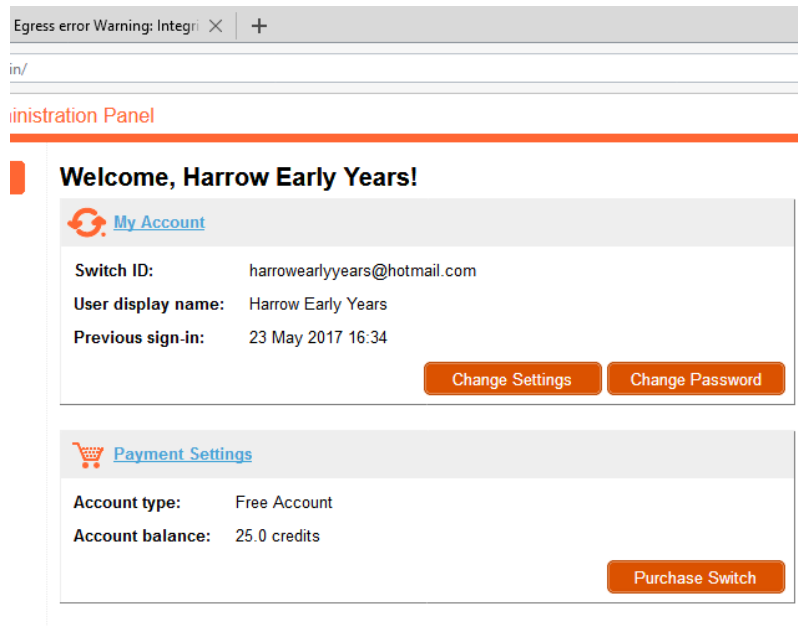 Egress error Warning: Integri
in/
inistration Panel
Welcome, Harrow Early Years!
My Account
Switch ID: harrowearlyyears@hotmail.com
User display name: Harrow Early Years
Previous sign-in: 23 May 2017 16:34
Change Settings Change Password
Payment Settings
Account type: Free Account
Account balance: 25.0 credits
Purchase Switch